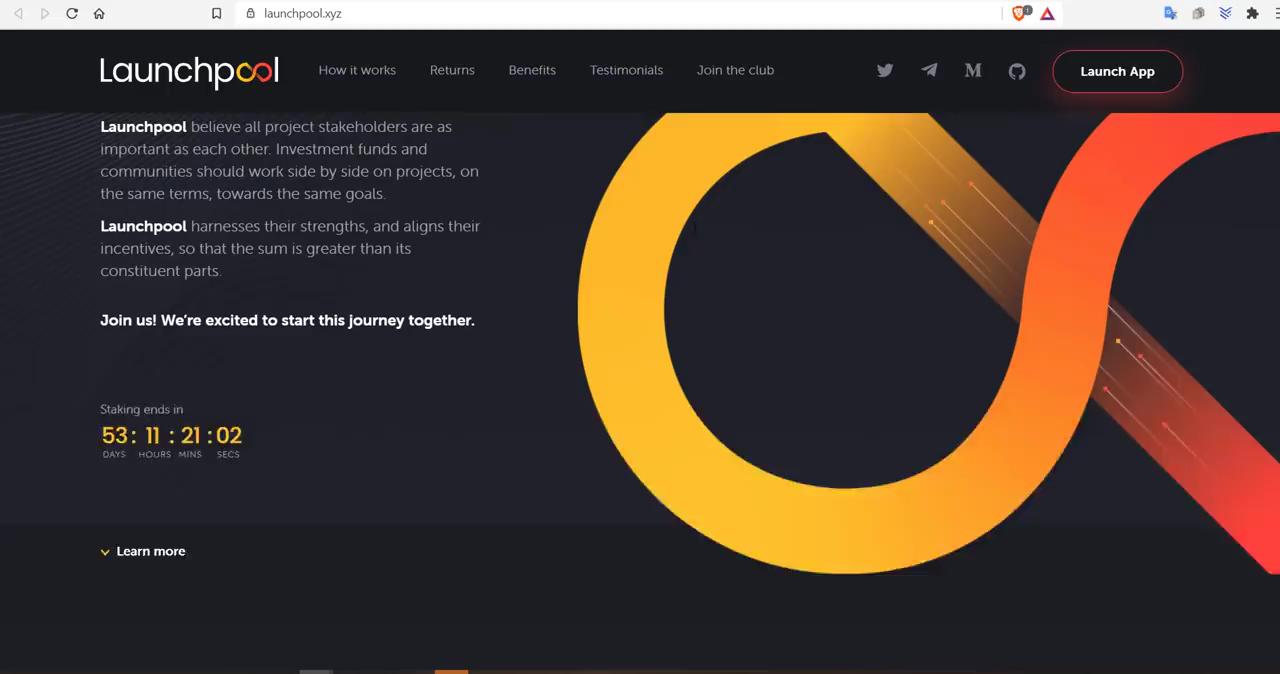 launchpool.xyz
1
Launchpool
How it works
Returns
Benefits
Testimonials
Join the club
M
Launch App
Launchpool believe all project stakeholders are as
important as each other. Investment funds and
communities should work side by side on projects, on
the same terms, towards the same goals.
Launchpool harnesses their strengths, and aligns their
incentives, so that the sum is greater than its
constituent parts.
Join us! We’re excited to start this journey together.
Staking ends in
53 : 11 : 21 : 02
DAYS HOURS MINS SECS
Learn more